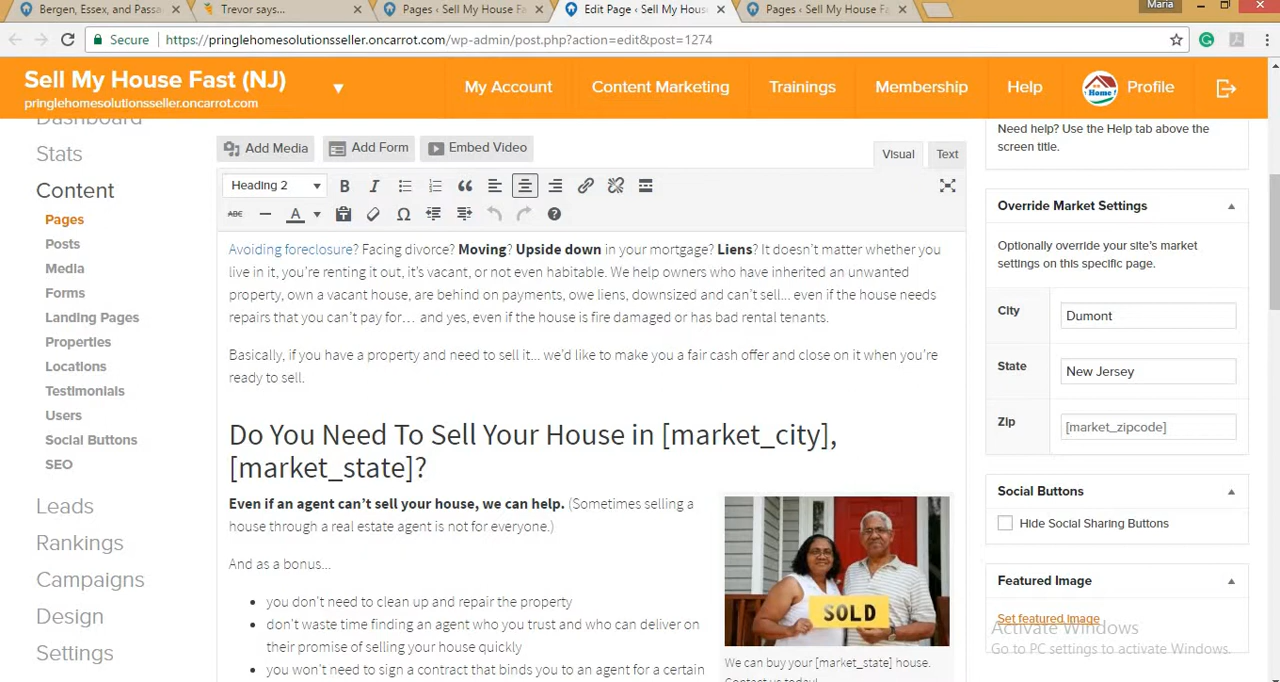 Bergen, Essex, and Passa
Trevor says...
Pages ‹ Sell My House Fa
Edit Page ‹ Sell My Hous
Pages ‹ Sell My House Fa
Maria
Secure
https://pringlehomesolutionsseller.oncarrot.com/wp-admin/post.php?action=edit&post=1274
Sell My House Fast (NJ)
pringlehomesolutionsseller.oncarrot.com
My Account
Content Marketing
Trainings
Membership
Help
Home
Profile
Dashboard
Stats
Content
Pages
Posts
Media
Forms
Landing Pages
Properties
Locations
Testimonials
Users
Social Buttons
SEO
Leads
Rankings
Campaigns
Design
Settings
Add Media
Add Form
Embed Video
Visual
Text
Heading 2
B
I
ABC
A
Ω
Avoiding foreclosure? Facing divorce? Moving? Upside down in your mortgage? Liens? It doesn’t matter whether you
live in it, you’re renting it out, it’s vacant, or not even habitable. We help owners who have inherited an unwanted
property, own a vacant house, are behind on payments, owe liens, downsized and can’t sell… even if the house needs
repairs that you can’t pay for… and yes, even if the house is fire damaged or has bad rental tenants.
Basically, if you have a property and need to sell it… we’d like to make you a fair cash offer and close on it when you’re
ready to sell.
Do You Need To Sell Your House in [market_city],
[market_state]?
Even if an agent can’t sell your house, we can help. (Sometimes selling a
house through a real estate agent is not for everyone.)
And as a bonus…
you don’t need to clean up and repair the property
don’t waste time finding an agent who you trust and who can deliver on
their promise of selling your house quickly
you won’t need to sign a contract that binds you to an agent for a certain
SOLD
We can buy your [market_state] house.
Contact us today!
Need help? Use the Help tab above the
screen title.
Override Market Settings
Optionally override your site’s market
settings on this specific page.
City
Dumont
State
New Jersey
Zip
[market_zipcode]
Social Buttons
Hide Social Sharing Buttons
Featured Image
Set featured image
Activate Windows
Go to PC settings to activate Windows.